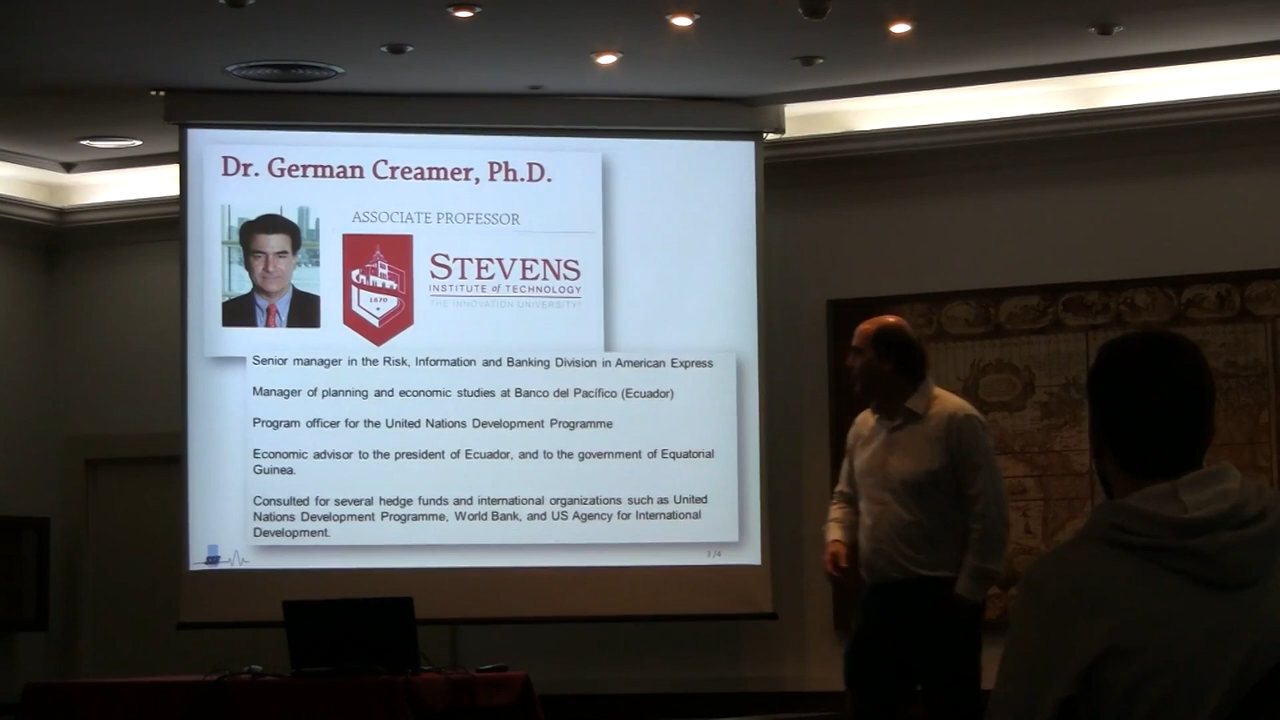 Dr. German Creamer, Ph.D.
ASSOCIATE PROFESSOR
STEVENS
INSTITUTE of TECHNOLOGY
THE INNOVATION UNIVERSITY
1870
Senior manager in the Risk, Information and Banking Division in American Express
Manager of planning and economic studies at Banco del Pacífico (Ecuador)
Program officer for the United Nations Development Programme
Economic advisor to the president of Ecuador, and to the government of Equatorial
Guinea.
Consulted for several hedge funds and international organizations such as United
Nations Development Programme, World Bank, and US Agency for International
Development.